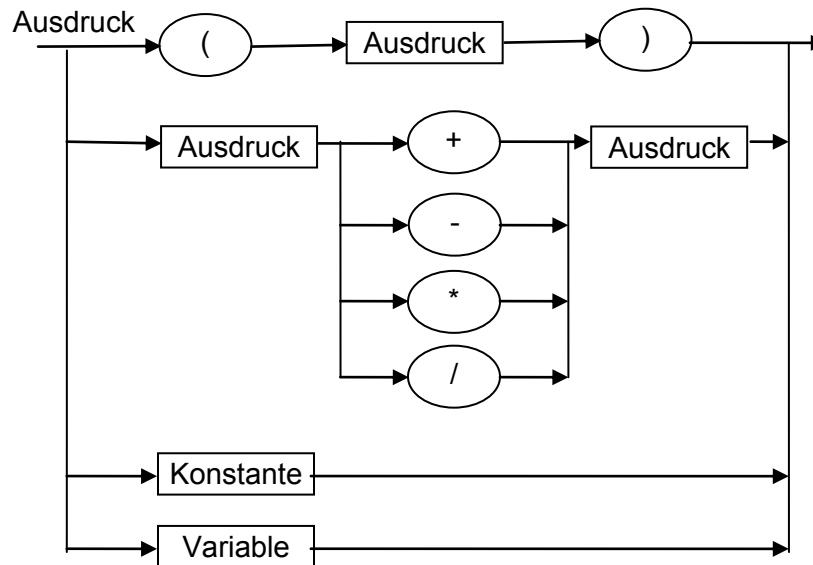 Ausdruck
( Ausdruck )
Ausdruck + Ausdruck
-
*
/
Konstante
Variable